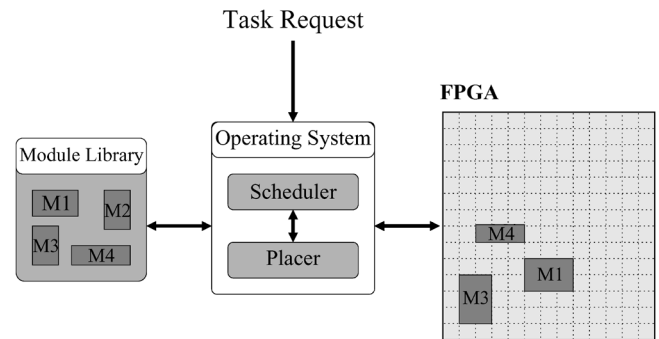 Task Request
FPGA
Module Library
Operating System
M1
M2
M3
M4
Scheduler
Placer
M4
M1
M3